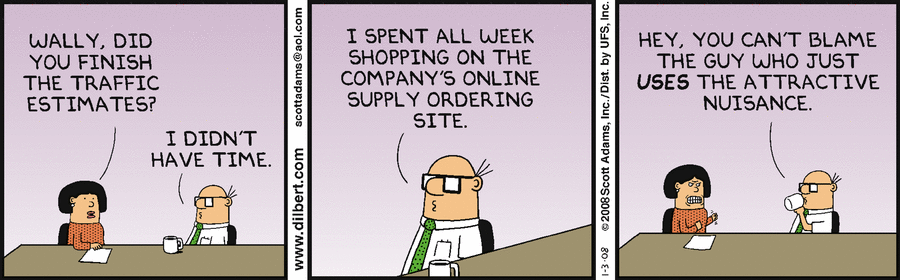 WALLY, DID
YOU FINISH
THE TRAFFIC
ESTIMATES?
I DIDN'T
HAVE TIME.
scottadams@aol.com
www.dilbert.com
I SPENT ALL WEEK
SHOPPING ON THE
COMPANY'S ONLINE
SUPPLY ORDERING
SITE.
1-3-08 ©2008 Scott Adams, Inc./Dist. by UFS, Inc.
HEY, YOU CAN'T BLAME
THE GUY WHO JUST
USES THE ATTRACTIVE
NUISANCE.